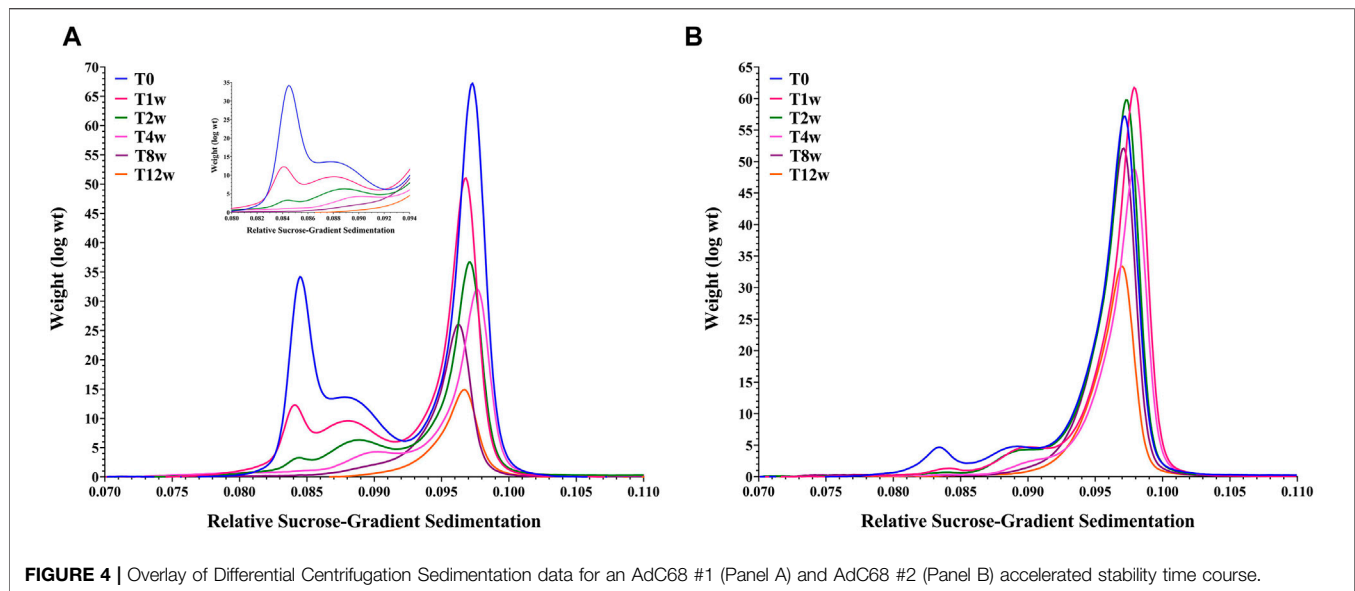 A
70
65
60
55
50
45
40
35
30
25
20
15
10
5
0
Weight (log wt)
T0
T1w
T2w
T4w
T8w
T12w
35
30
25
20
15
10
5
0
Weight (log wt)
0.080 0.082 0.084 0.086 0.088 0.090 0.092 0.094
Relative Sucrose-Gradient Sedimentation
0.070 0.075 0.080 0.085 0.090 0.095 0.100 0.105 0.110
Relative Sucrose-Gradient Sedimentation
B
65
60
55
50
45
40
35
30
25
20
15
10
5
0
Weight (log wt)
T0
T1w
T2w
T4w
T8w
T12w
0.070 0.075 0.080 0.085 0.090 0.095 0.100 0.105 0.110
Relative Sucrose-Gradient Sedimentation
FIGURE 4 | Overlay of Differential Centrifugation Sedimentation data for an AdC68 #1 (Panel A) and AdC68 #2 (Panel B) accelerated stability time course.